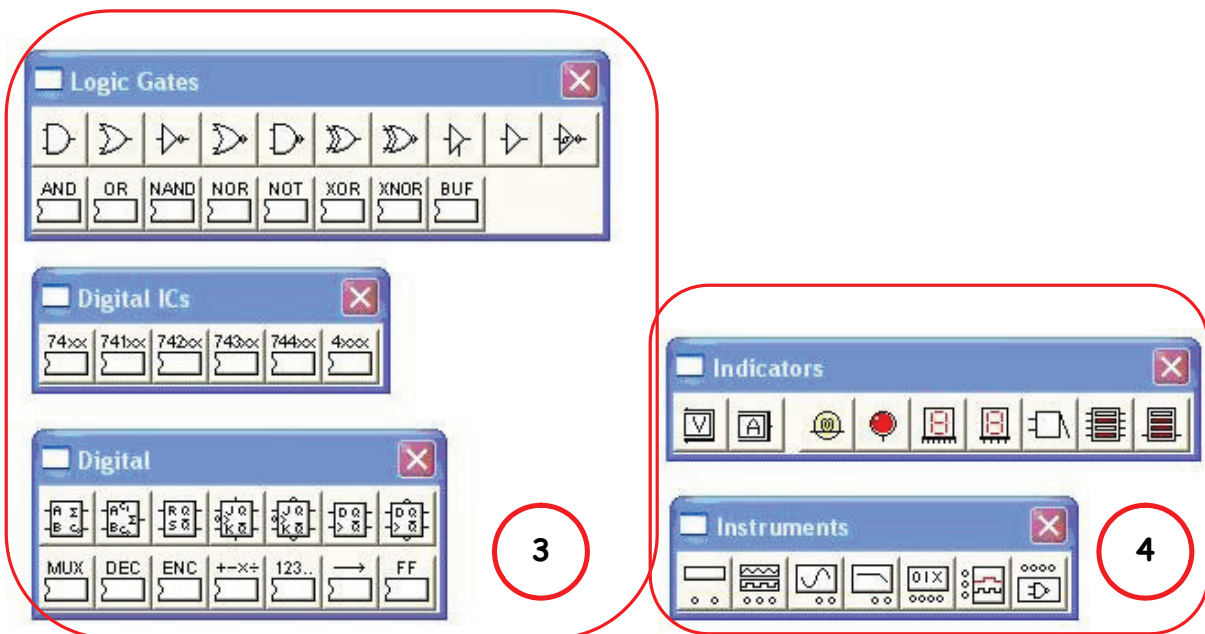 Logic Gates
AND OR NAND NOR NOT XOR XNOR BUF
Digital ICs
74xx 741xx 742xx 743xx 744xx 4xxx
Digital
A Σ B C A C B C Σ R Q S Q J Q K Q J Q K Q D Q Q D Q Q
MUX DEC ENC +-×÷ 123.. → FF
3
Indicators
V A
Instruments
01X
4